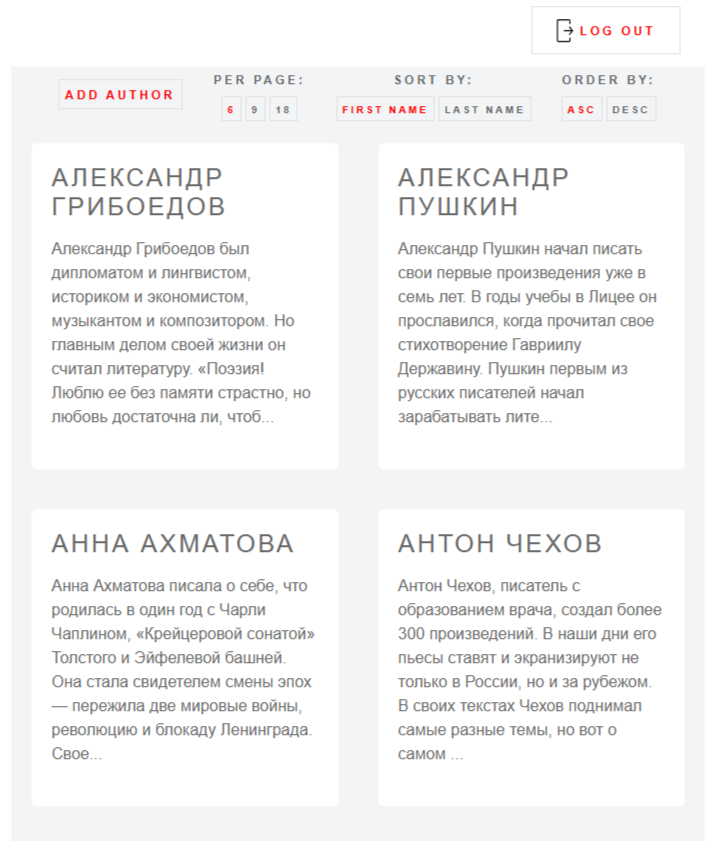 LOG OUT
ADD AUTHOR
PER PAGE:
6 9 18
SORT BY:
FIRST NAME LAST NAME
ORDER BY:
ASC DESC
АЛЕКСАНДР
ГРИБОЕДОВ
Александр Грибоедов был
дипломатом и лингвистом,
историком и экономистом,
музыкантом и композитором. Но
главным делом своей жизни он
считал литературу. «Поэзия!
Люблю ее без памяти страстно, но
любовь достаточна ли, чтоб...
АЛЕКСАНДР
ПУШКИН
Александр Пушкин начал писать
свои первые произведения уже в
семь лет. В годы учебы в Лицее он
прославился, когда прочитал свое
стихотворение Гавриилу
Державину. Пушкин первым из
русских писателей начал
зарабатывать лите...
АННА АХМАТОВА
Анна Ахматова писала о себе, что
родилась в один год с Чарли
Чаплином, «Крейцеровой сонатой»
Толстого и Эйфелевой башней.
Она стала свидетелем смены эпох
— пережила две мировые войны,
революцию и блокаду Ленинграда.
Свое...
АНТОН ЧЕХОВ
Антон Чехов, писатель с
образованием врача, создал более
300 произведений. В наши дни его
пьесы ставят и экранизируют не
только в России, но и за рубежом.
В своих текстах Чехов поднимал
самые разные темы, но вот о
самом ...